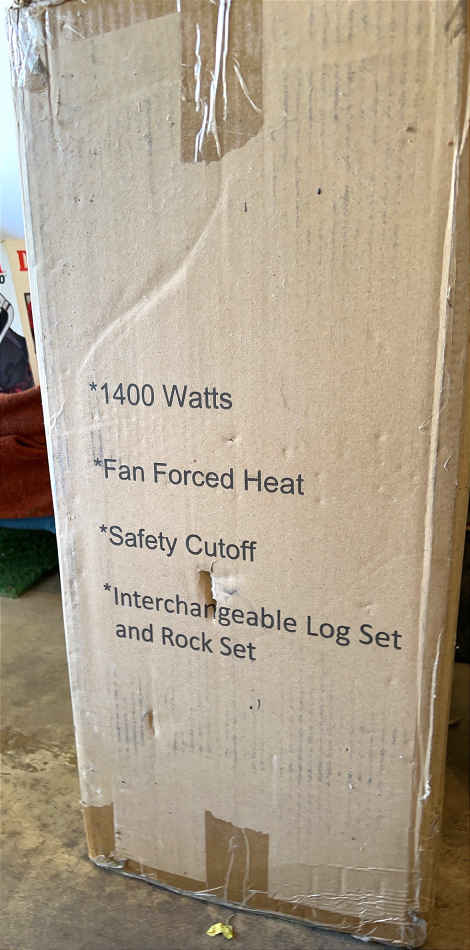 *1400 Watts
*Fan Forced Heat
*Safety Cutoff
*Interchangeable Log Set
and Rock Set